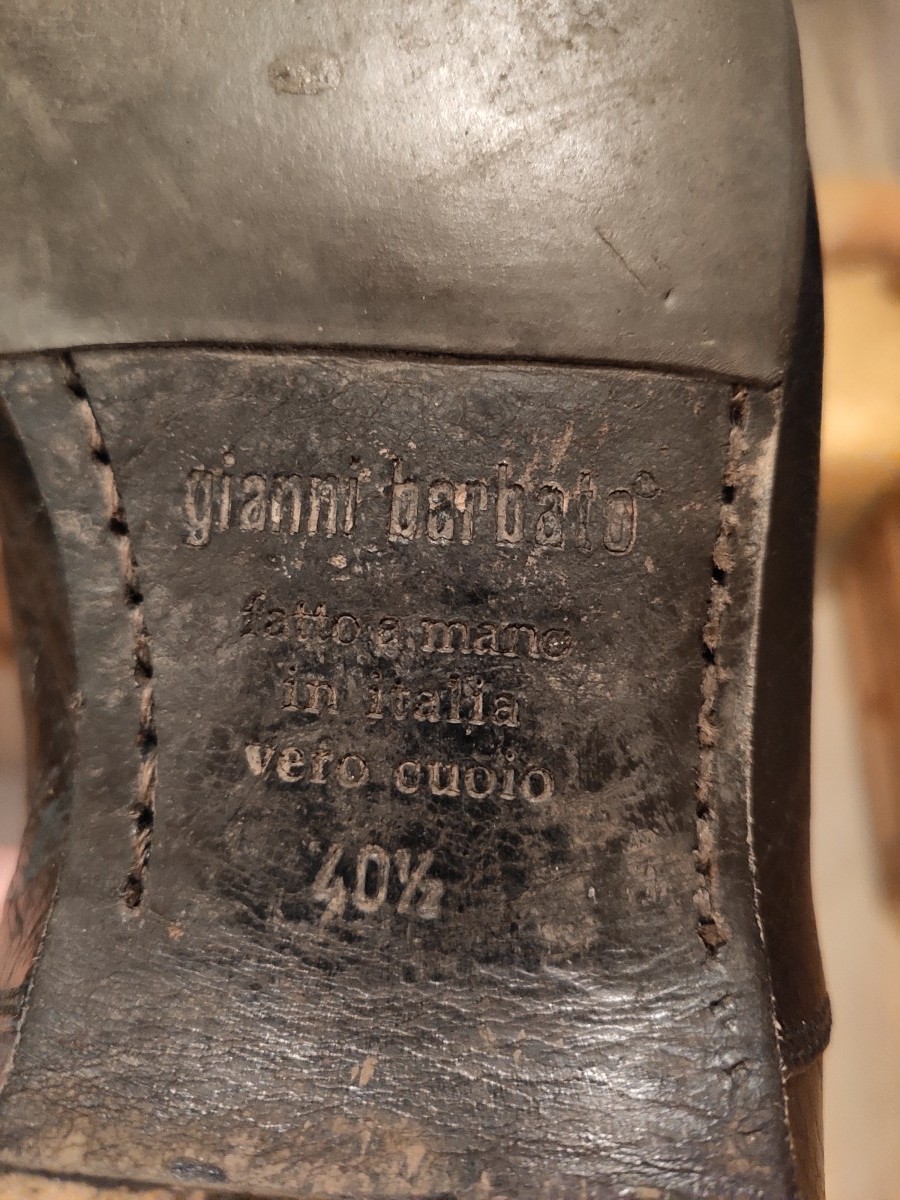 gianni barbato
fatto a mano
in italia
vero cuoio
40½